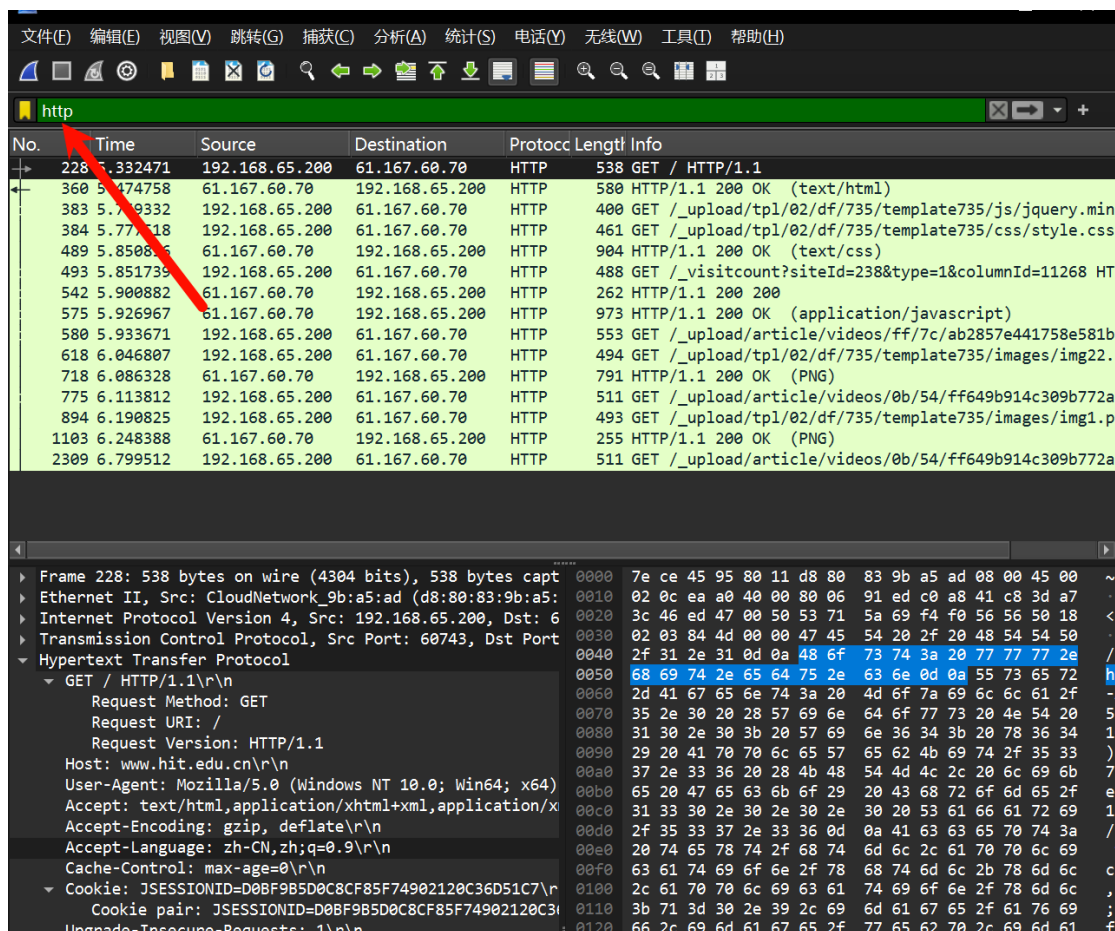 文件(F) 编辑(E) 视图(V) 跳转(G) 捕获(C) 分析(A) 统计(S) 电话(Y) 无线(W) 工具(T) 帮助(H)
http
No. Time Source Destination Protocc Length Info
228 5.332471 192.168.65.200 61.167.60.70 HTTP 538 GET / HTTP/1.1
360 5.474758 61.167.60.70 192.168.65.200 HTTP 580 HTTP/1.1 200 OK (text/html)
383 192.168.65.200 61.167.60.70 HTTP 400 GET /_upload/tpl/02/df/735/template735/js/jquery.min
384 192.168.65.200 61.167.60.70 HTTP 461 GET /_upload/tpl/02/df/735/template735/css/style.css
489 61.167.60.70 192.168.65.200 HTTP 904 HTTP/1.1 200 OK (text/css)
493 5.851739 192.168.65.200 61.167.60.70 HTTP 488 GET /_visitcount?siteId=238&type=1&columnId=11268 HT
542 5.900882 61.167.60.70 192.168.65.200 HTTP 262 HTTP/1.1 200 200
575 5.926967 61.167.60.70 192.168.65.200 HTTP 973 HTTP/1.1 200 OK (application/javascript)
580 5.933671 192.168.65.200 61.167.60.70 HTTP 553 GET /_upload/article/videos/ff/7c/ab2857e441758e581b
618 6.046807 192.168.65.200 61.167.60.70 HTTP 494 GET /_upload/tpl/02/df/735/template735/images/img22.
718 6.086328 61.167.60.70 192.168.65.200 HTTP 791 HTTP/1.1 200 OK (PNG)
775 6.113812 192.168.65.200 61.167.60.70 HTTP 511 GET /_upload/article/videos/0b/54/ff649b914c309b772a
894 6.190825 192.168.65.200 61.167.60.70 HTTP 493 GET /_upload/tpl/02/df/735/template735/images/img1.p
1103 6.248388 61.167.60.70 192.168.65.200 HTTP 255 HTTP/1.1 200 OK (PNG)
2309 6.799512 192.168.65.200 61.167.60.70 HTTP 511 GET /_upload/article/videos/0b/54/ff649b914c309b772a
Frame 228: 538 bytes on wire (4304 bits), 538 bytes capt
Ethernet II, Src: CloudNetwork_9b:a5:ad (d8:80:83:9b:a5:
Internet Protocol Version 4, Src: 192.168.65.200, Dst: 6
Transmission Control Protocol, Src Port: 60743, Dst Port
Hypertext Transfer Protocol
GET / HTTP/1.1\r\n
Request Method: GET
Request URI: /
Request Version: HTTP/1.1
Host: www.hit.edu.cn\r\n
User-Agent: Mozilla/5.0 (Windows NT 10.0; Win64; x64)
Accept: text/html,application/xhtml+xml,application/x
Accept-Encoding: gzip, deflate\r\n
Accept-Language: zh-CN,zh;q=0.9\r\n
Cache-Control: max-age=0\r\n
Cookie: JSESSIONID=D0BF9B5D0C8CF85F74902120C36D51C7\r
Cookie pair: JSESSIONID=D0BF9B5D0C8CF85F74902120C3
Upgrade-Insecure-Requests: 1\r\n
0000 7e ce 45 95 80 11 d8 80 83 9b a5 ad 08 00 45 00 ~
0010 02 0c ea a0 40 00 80 06 91 ed c0 a8 41 c8 3d a7 ·
0020 3c 46 ed 47 00 50 53 71 5a 69 f4 f0 56 56 50 18 <
0030 02 03 84 4d 00 00 47 45 54 20 2f 20 48 54 54 50 ·
0040 2f 31 2e 31 0d 0a 48 6f 73 74 3a 20 77 77 77 2e /
0050 68 69 74 2e 65 64 75 2e 63 6e 0d 0a 55 73 65 72 h
0060 2d 41 67 65 6e 74 3a 20 4d 6f 7a 69 6c 6c 61 2f -
0070 35 2e 30 20 28 57 69 6e 64 6f 77 73 20 4e 54 20 5
0080 31 30 2e 30 3b 20 57 69 6e 36 34 3b 20 78 36 34 1
0090 29 20 41 70 70 6c 65 57 65 62 4b 69 74 2f 35 33 )
00a0 37 2e 33 36 20 28 4b 48 54 4d 4c 2c 20 6c 69 6b 7
00b0 65 20 47 65 63 6b 6f 29 20 43 68 72 6f 6d 65 2f e
00c0 31 33 30 2e 30 2e 30 2e 30 20 53 61 66 61 72 69 1
00d0 2f 35 33 37 2e 33 36 0d 0a 41 63 63 65 70 74 3a /
00e0 20 74 65 78 74 2f 68 74 6d 6c 2c 61 70 70 6c 69
00f0 63 61 74 69 6f 6e 2f 78 68 74 6d 6c 2b 78 6d 6c c
0100 2c 61 70 70 6c 69 63 61 74 69 6f 6e 2f 78 6d 6c ,
0110 3b 71 3d 30 2e 39 2c 69 6d 61 67 65 2f 61 76 69 ;
0120 66 2c 69 6d 61 67 65 2f 77 65 62 70 2c 69 6d 61 f